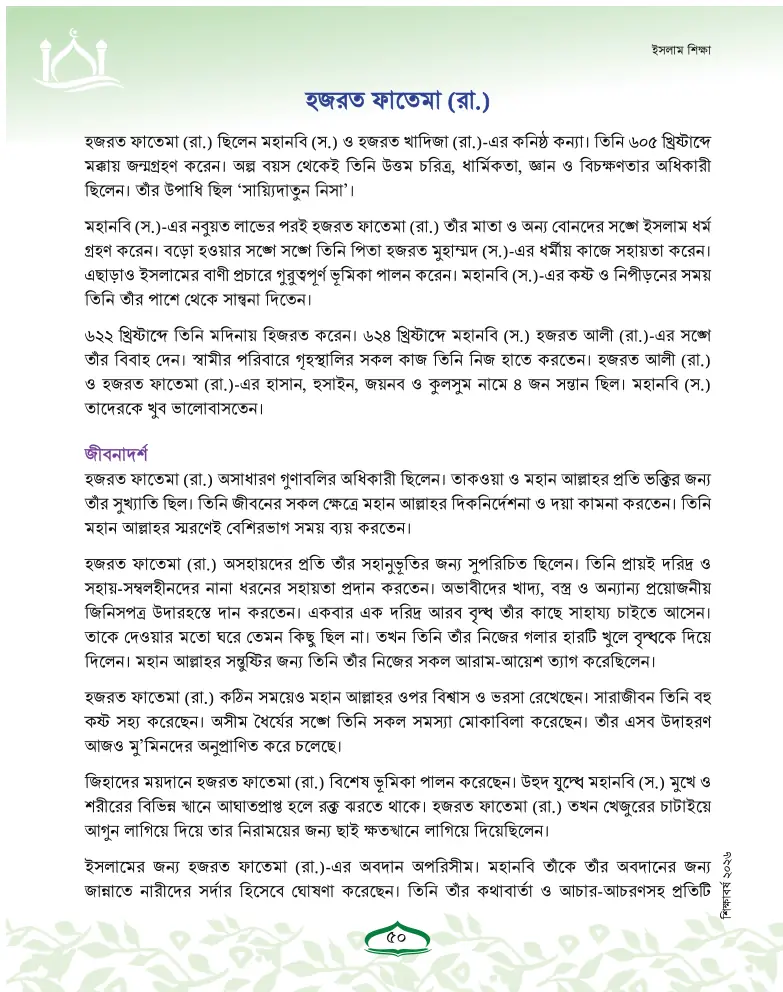 ইসলাম শিক্ষা
হজরত ফাতেমা (রা.)
হজরত ফাতেমা (রা.) ছিলেন মহানবি (স.) ও হজরত খাদিজা (রা.)-এর কনিষ্ঠ কন্যা। তিনি ৬০৫ খ্রিষ্টাব্দে
মক্কায় জন্মগ্রহণ করেন। অল্প বয়স থেকেই তিনি উত্তম চরিত্র, ধার্মিকতা, জ্ঞান ও বিচক্ষণতার অধিকারী
ছিলেন। তাঁর উপাধি ছিল ‘সায়্যিদাতুন নিসা’।
মহানবি (স.)-এর নবুয়ত লাভের পরই হজরত ফাতেমা (রা.) তাঁর মাতা ও অন্য বোনদের সঙ্গে ইসলাম ধর্ম
গ্রহণ করেন। বড়ো হওয়ার সঙ্গে সঙ্গে তিনি পিতা হজরত মুহাম্মদ (স.)-এর ধর্মীয় কাজে সহায়তা করেন।
এছাড়াও ইসলামের বাণী প্রচারে গুরুত্বপূর্ণ ভূমিকা পালন করেন। মহানবি (স.)-এর কষ্ট ও নিপীড়নের সময়
তিনি তাঁর পাশে থেকে সান্ত্বনা দিতেন।
৬২২ খ্রিষ্টাব্দে তিনি মদিনায় হিজরত করেন। ৬২৪ খ্রিষ্টাব্দে মহানবি (স.) হজরত আলী (রা.)-এর সঙ্গে
তাঁর বিবাহ দেন। স্বামীর পরিবারে গৃহস্থালির সকল কাজ তিনি নিজ হাতে করতেন। হজরত আলী (রা.)
ও হজরত ফাতেমা (রা.)-এর হাসান, হুসাইন, জয়নব ও কুলসুম নামে ৪ জন সন্তান ছিল। মহানবি (স.)
তাদেরকে খুব ভালোবাসতেন।
জীবনাদর্শ
হজরত ফাতেমা (রা.) অসাধারণ গুণাবলির অধিকারী ছিলেন। তাকওয়া ও মহান আল্লাহর প্রতি ভক্তির জন্য
তাঁর সুখ্যাতি ছিল। তিনি জীবনের সকল ক্ষেত্রে মহান আল্লাহর দিকনির্দেশনা ও দয়া কামনা করতেন। তিনি
মহান আল্লাহর স্মরণেই বেশিরভাগ সময় ব্যয় করতেন।
হজরত ফাতেমা (রা.) অসহায়দের প্রতি তাঁর সহানুভূতির জন্য সুপরিচিত ছিলেন। তিনি প্রায়ই দরিদ্র ও
সহায়-সম্বলহীনদের নানা ধরনের সহায়তা প্রদান করতেন। অভাবীদের খাদ্য, বস্ত্র ও অন্যান্য প্রয়োজনীয়
জিনিসপত্র উদারহস্তে দান করতেন। একবার এক দরিদ্র আরব বৃদ্ধ তাঁর কাছে সাহায্য চাইতে আসেন।
তাকে দেওয়ার মতো ঘরে তেমন কিছু ছিল না। তখন তিনি তাঁর নিজের গলার হারটি খুলে বৃদ্ধকে দিয়ে
দিলেন। মহান আল্লাহর সন্তুষ্টির জন্য তিনি তাঁর নিজের সকল আরাম-আয়েশ ত্যাগ করেছিলেন।
হজরত ফাতেমা (রা.) কঠিন সময়েও মহান আল্লাহর ওপর বিশ্বাস ও ভরসা রেখেছেন। সারাজীবন তিনি বহু
কষ্ট সহ্য করেছেন। অসীম ধৈর্যের সঙ্গে তিনি সকল সমস্যা মোকাবিলা করেছেন। তাঁর এসব উদাহরণ
আজও মু’মিনদের অনুপ্রাণিত করে চলেছে।
জিহাদের ময়দানে হজরত ফাতেমা (রা.) বিশেষ ভূমিকা পালন করেছেন। উহুদ যুদ্ধে মহানবি (স.) মুখে ও
শরীরের বিভিন্ন স্থানে আঘাতপ্রাপ্ত হলে রক্ত ঝরতে থাকে। হজরত ফাতেমা (রা.) তখন খেজুরের চাটাইয়ে
আগুন লাগিয়ে দিয়ে তার নিরাময়ের জন্য ছাই ক্ষতস্থানে লাগিয়ে দিয়েছিলেন।
ইসলামের জন্য হজরত ফাতেমা (রা.)-এর অবদান অপরিসীম। মহানবি তাঁকে তাঁর অবদানের জন্য
জান্নাতে নারীদের সর্দার হিসেবে ঘোষণা করেছেন। তিনি তাঁর কথাবার্তা ও আচার-আচরণসহ প্রতিটি
শিক্ষাবর্ষ ২০২৬
৫০